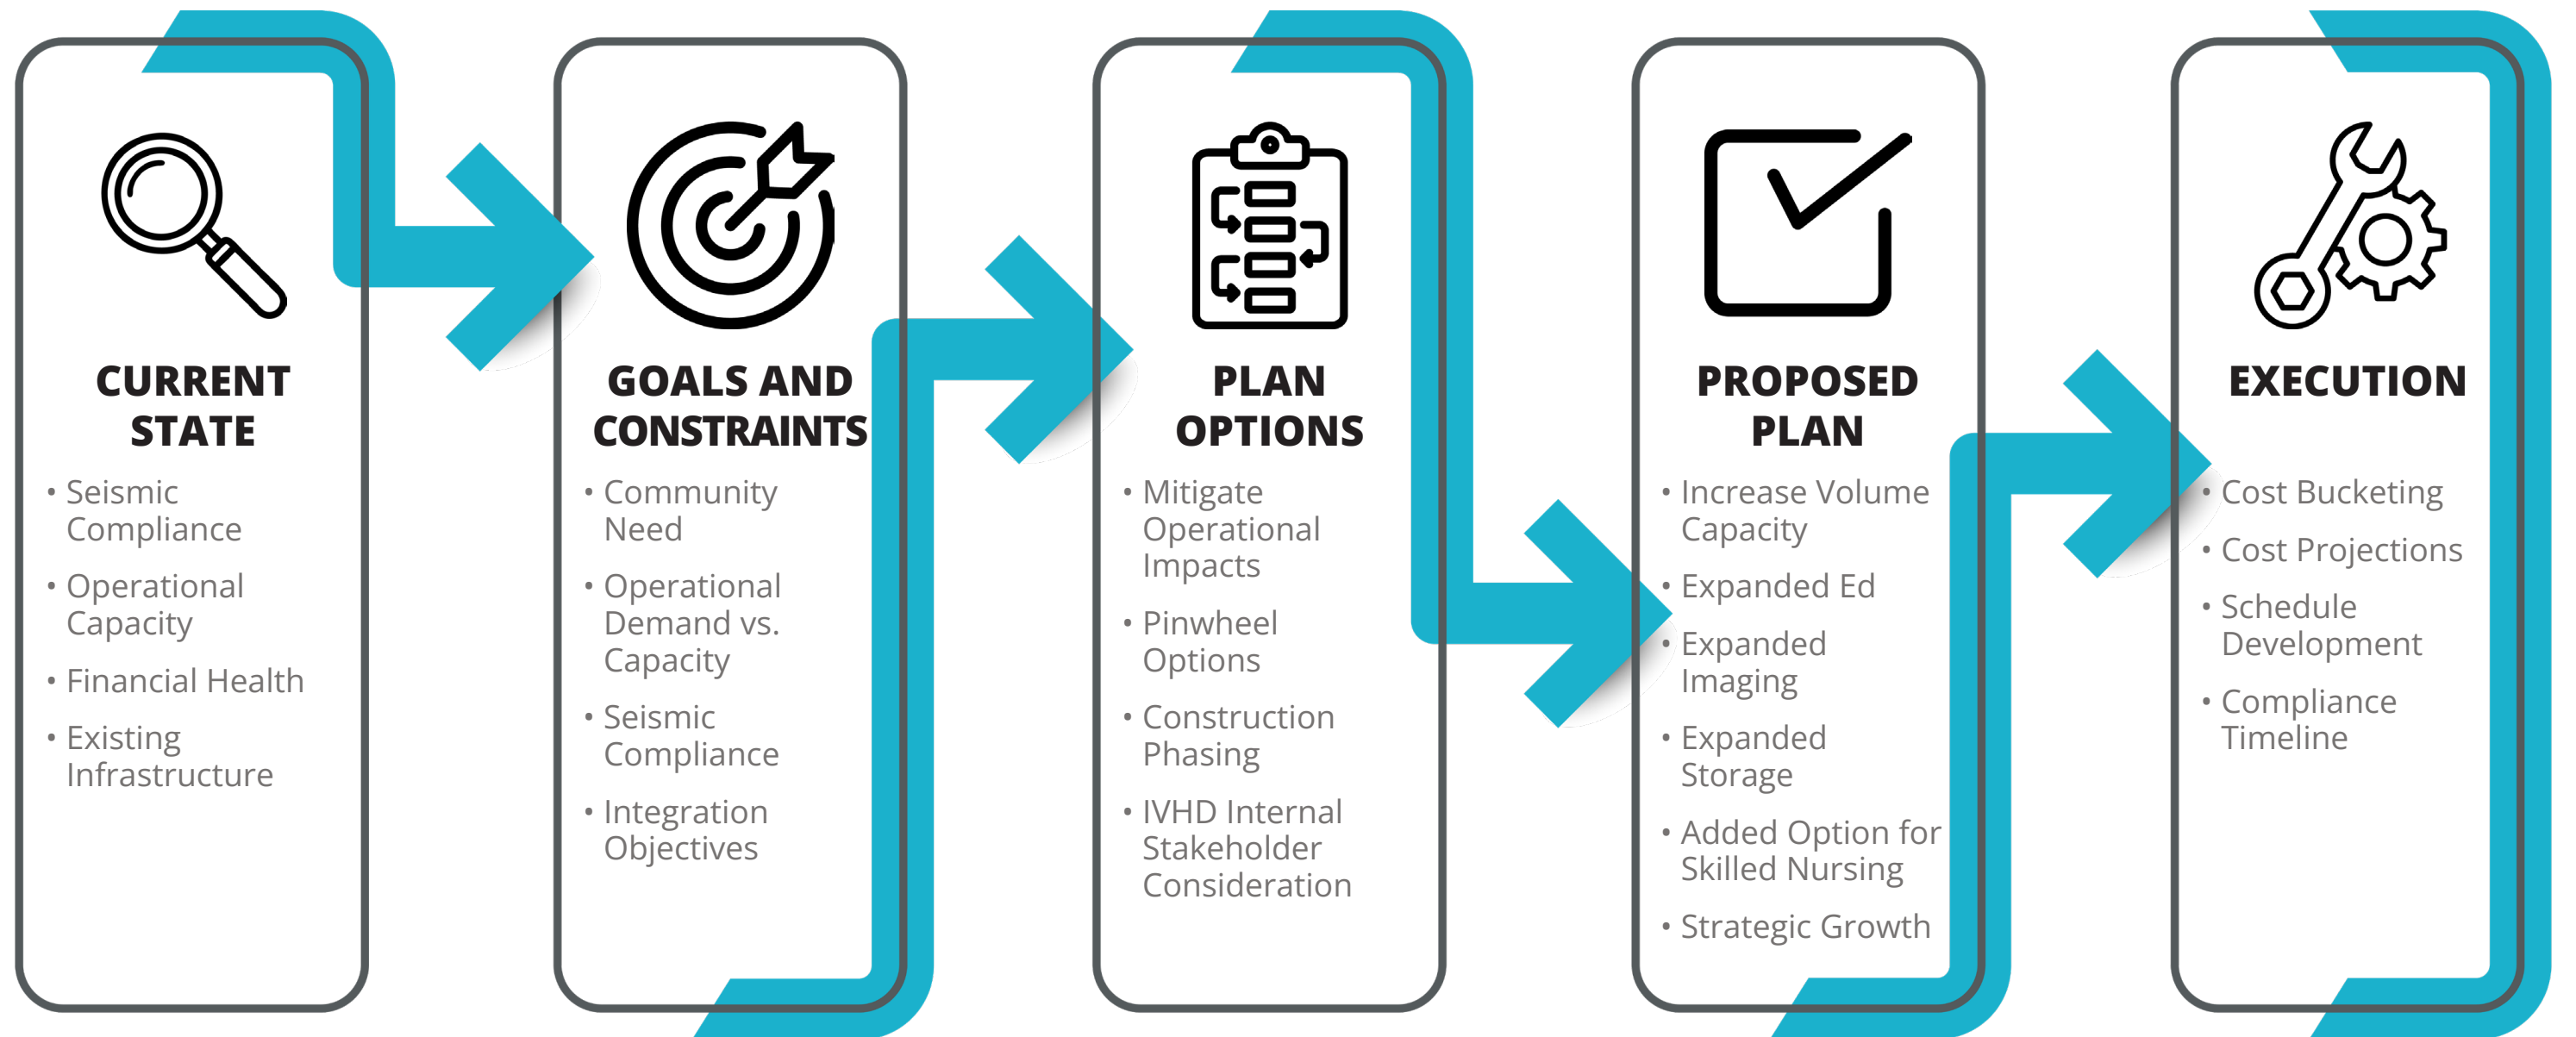 CURRENT
STATE
• Seismic
Compliance
• Operational
Capacity
• Financial Health
• Existing
Infrastructure
GOALS AND
CONSTRAINTS
• Community
Need
• Operational
Demand vs.
Capacity
• Seismic
Compliance
• Integration
Objectives
PLAN
OPTIONS
• Mitigate
Operational
Impacts
• Pinwheel
Options
• Construction
Phasing
• IVHD Internal
Stakeholder
Consideration
PROPOSED
PLAN
• Increase Volume
Capacity
• Expanded Ed
• Expanded
Imaging
• Expanded
Storage
• Added Option for
Skilled Nursing
• Strategic Growth
EXECUTION
• Cost Bucketing
• Cost Projections
• Schedule
Development
• Compliance
Timeline